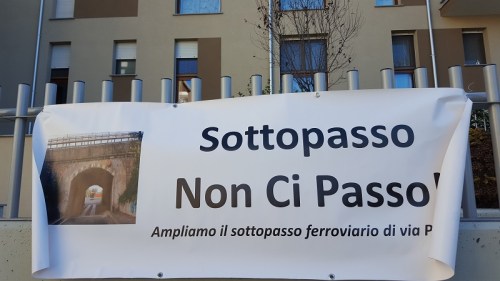 Sottopasso
Non Ci Passo!
Ampliamo il sottopasso ferroviario di via